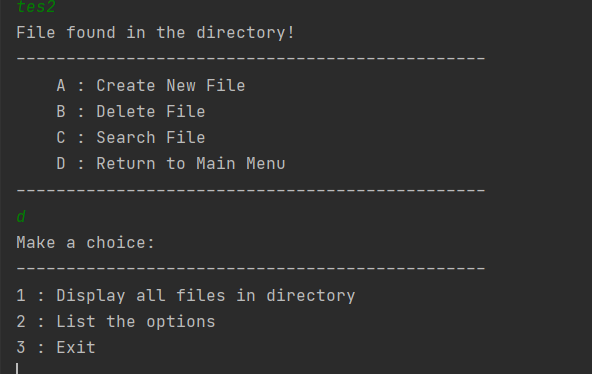 tes2
File found in the directory!
-----------------------------------------------
    A : Create New File
    B : Delete File
    C : Search File
    D : Return to Main Menu
-----------------------------------------------
d
Make a choice:
-----------------------------------------------
1 : Display all files in directory
2 : List the options
3 : Exit